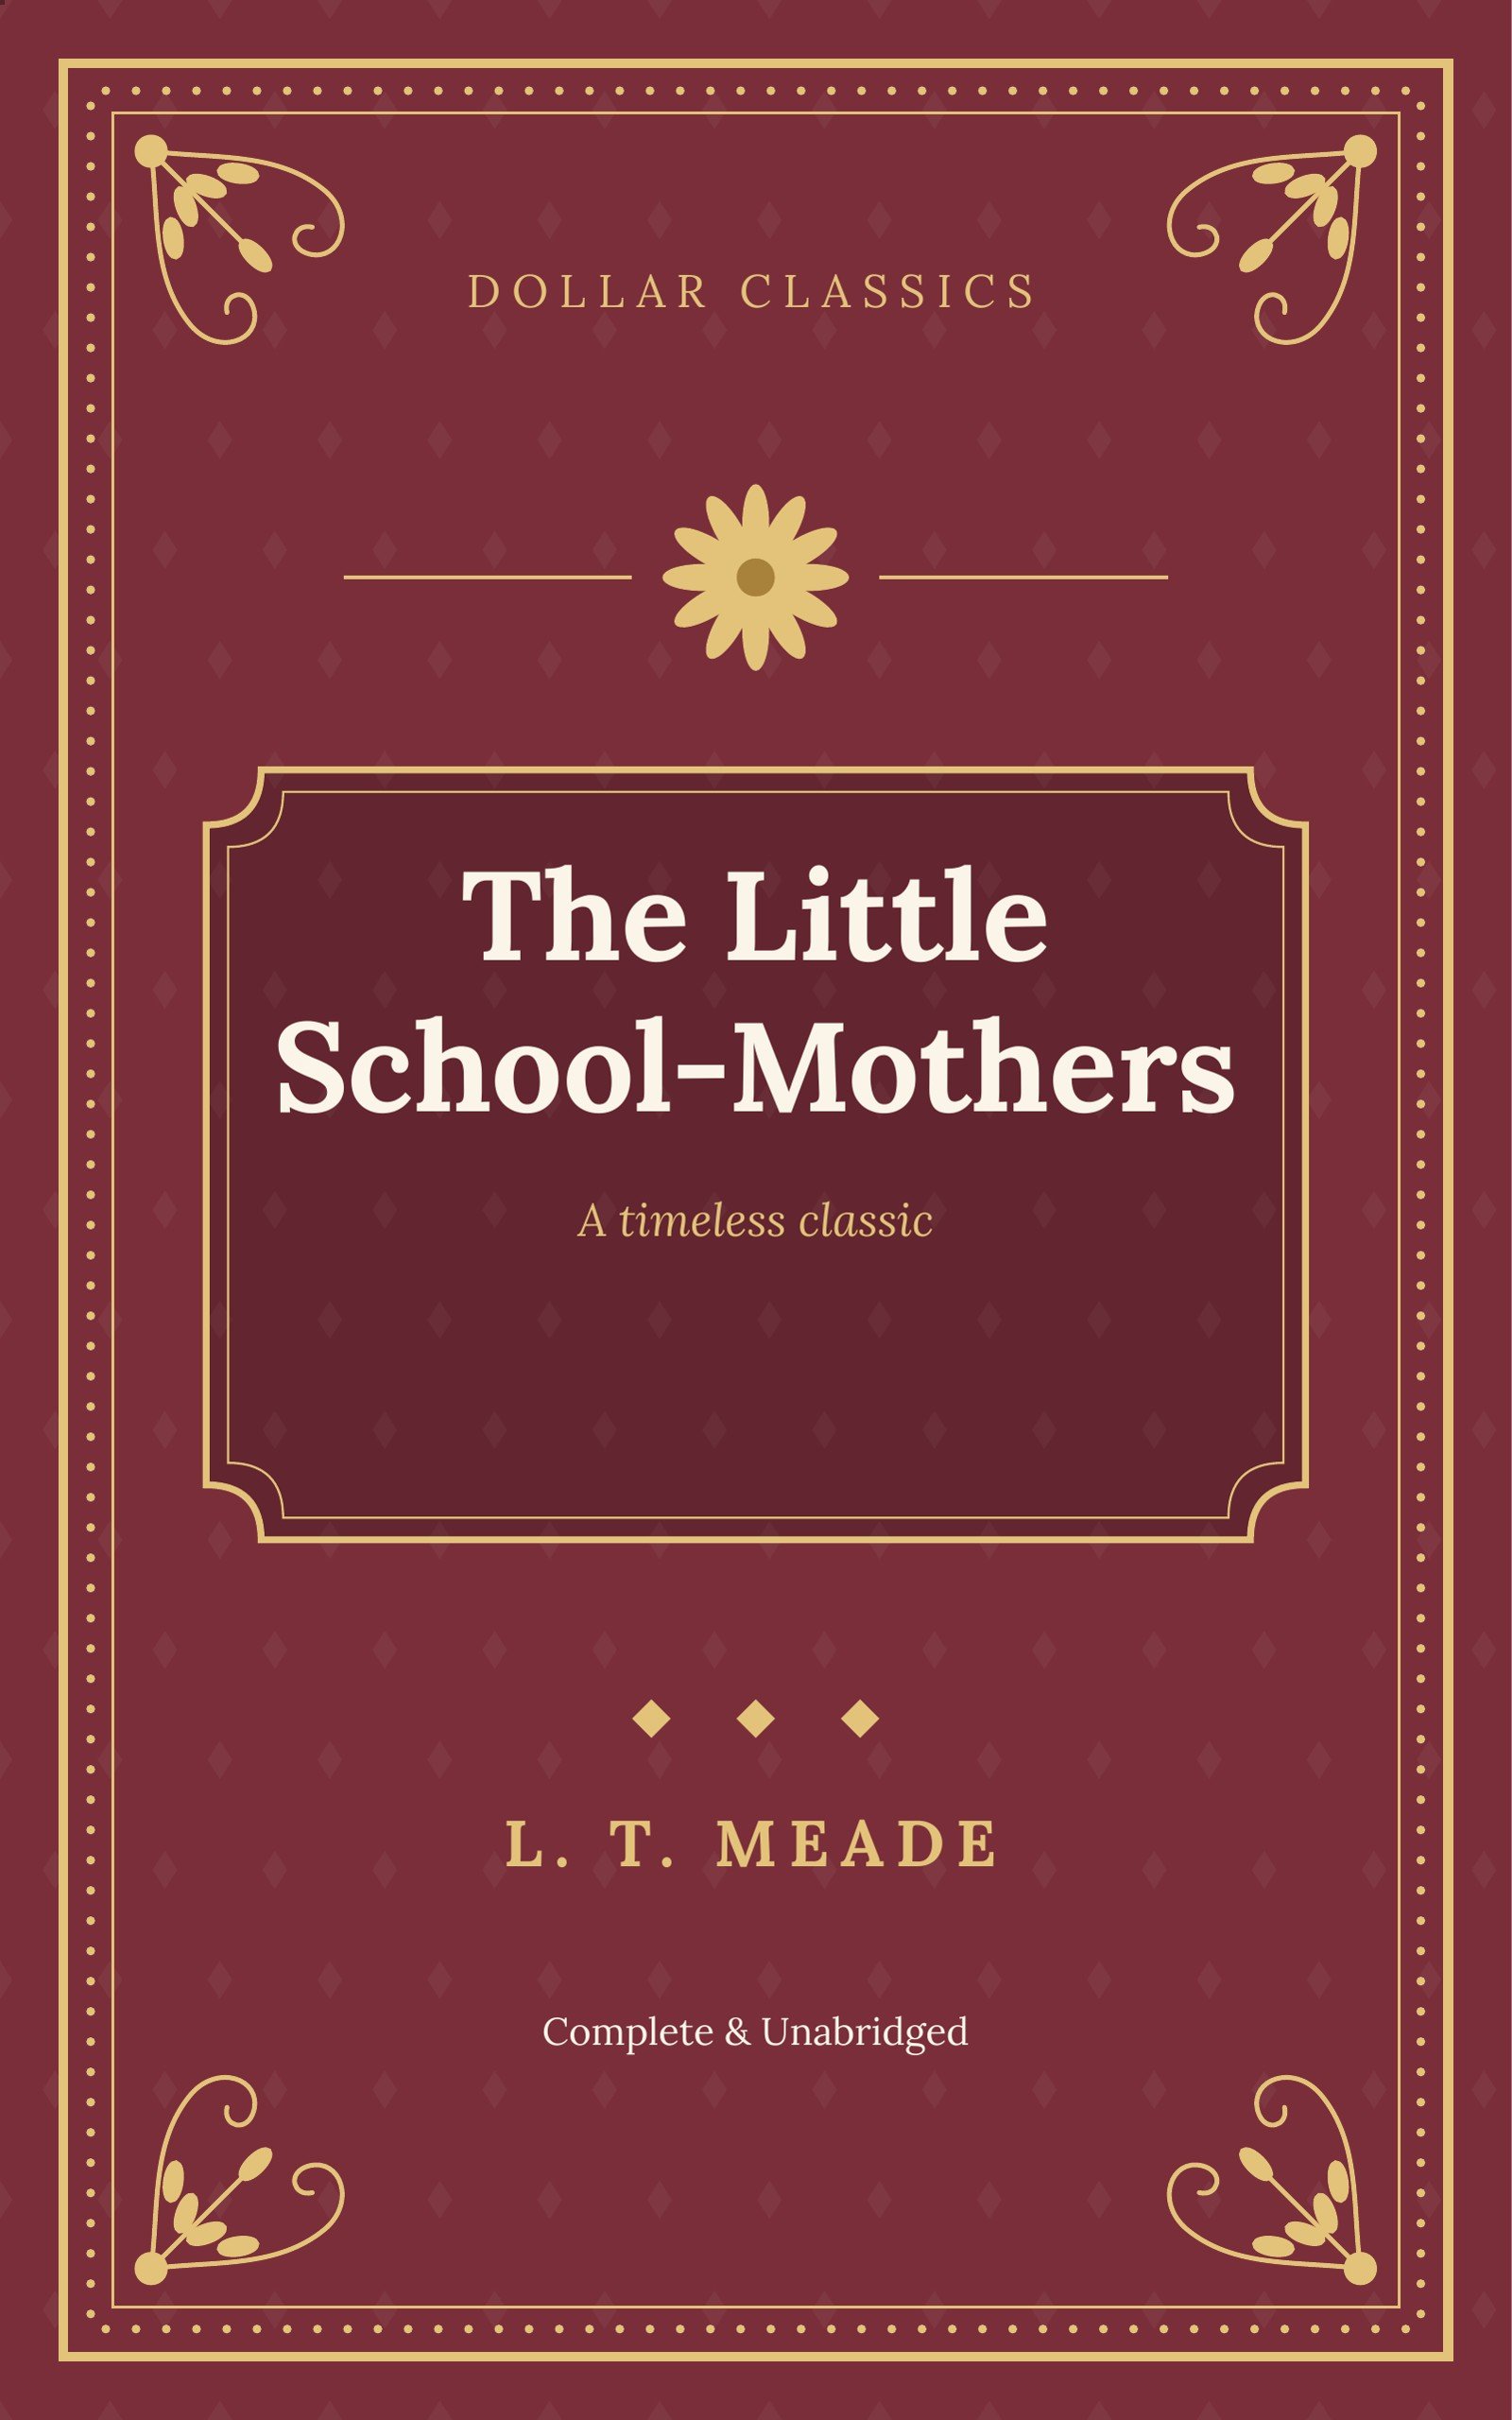 DOLLAR CLASSICS
The Little
School-Mothers
A timeless classic
L. T. MEADE
Complete & Unabridged